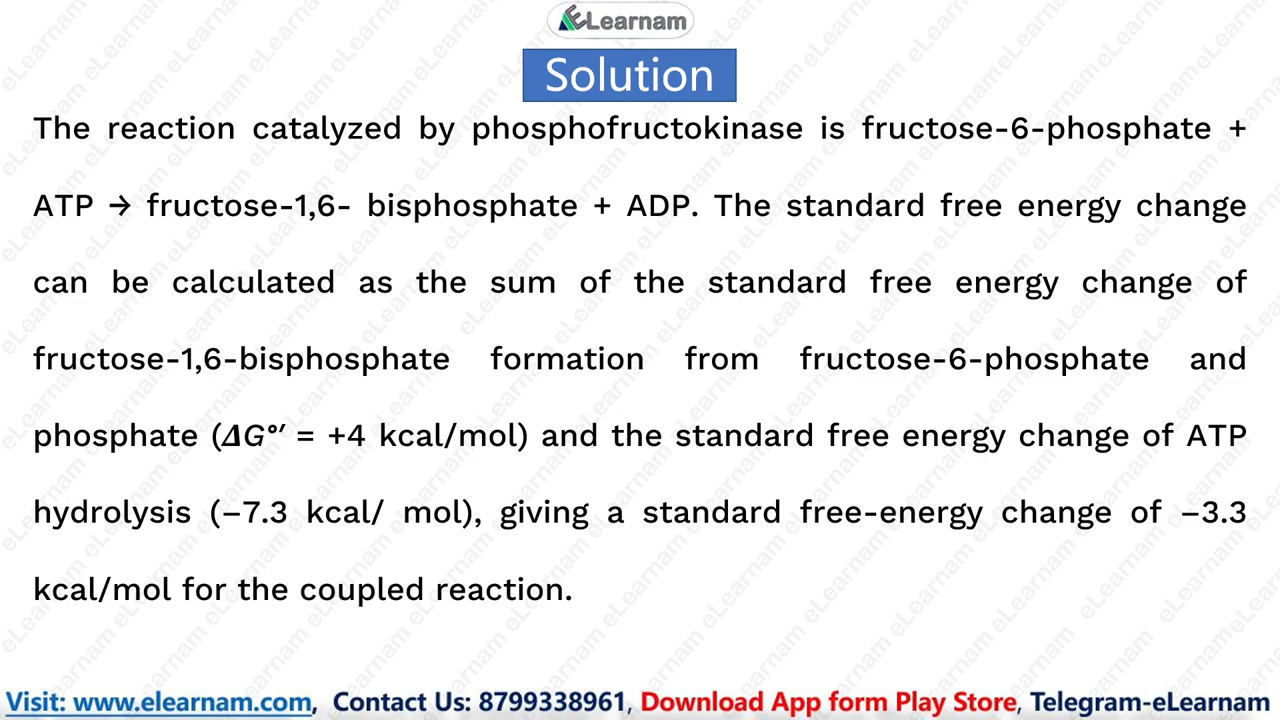 ELearnam
Solution
The reaction catalyzed by phosphofructokinase is fructose-6-phosphate +
ATP → fructose-1,6- bisphosphate + ADP. The standard free energy change
can be calculated as the sum of the standard free energy change of
fructose-1,6-bisphosphate formation from fructose-6-phosphate and
phosphate (ΔG°′ = +4 kcal/mol) and the standard free energy change of ATP
hydrolysis (–7.3 kcal/ mol), giving a standard free-energy change of –3.3
kcal/mol for the coupled reaction.
Visit: www.elearnam.com, Contact Us: 8799338961, Download App form Play Store, Telegram-eLearnam